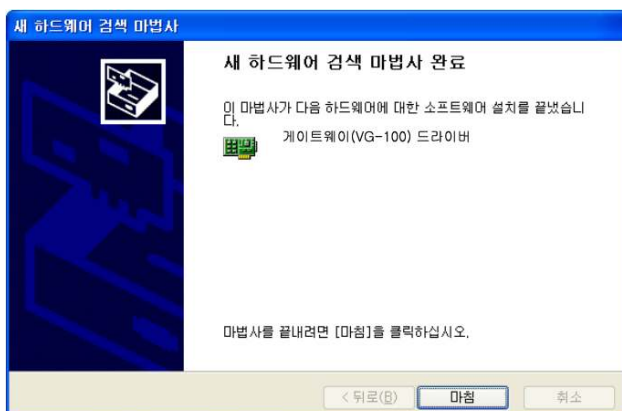 새 하드웨어 검색 마법사
새 하드웨어 검색 마법사 완료
이 마법사가 다음 하드웨어에 대한 소프트웨어 설치를 끝냈습니
다.
게이트웨이(VG-100) 드라이버
마법사를 끝내려면 [마침]을 클릭하십시오.
< 뒤로(B) 마침 취소